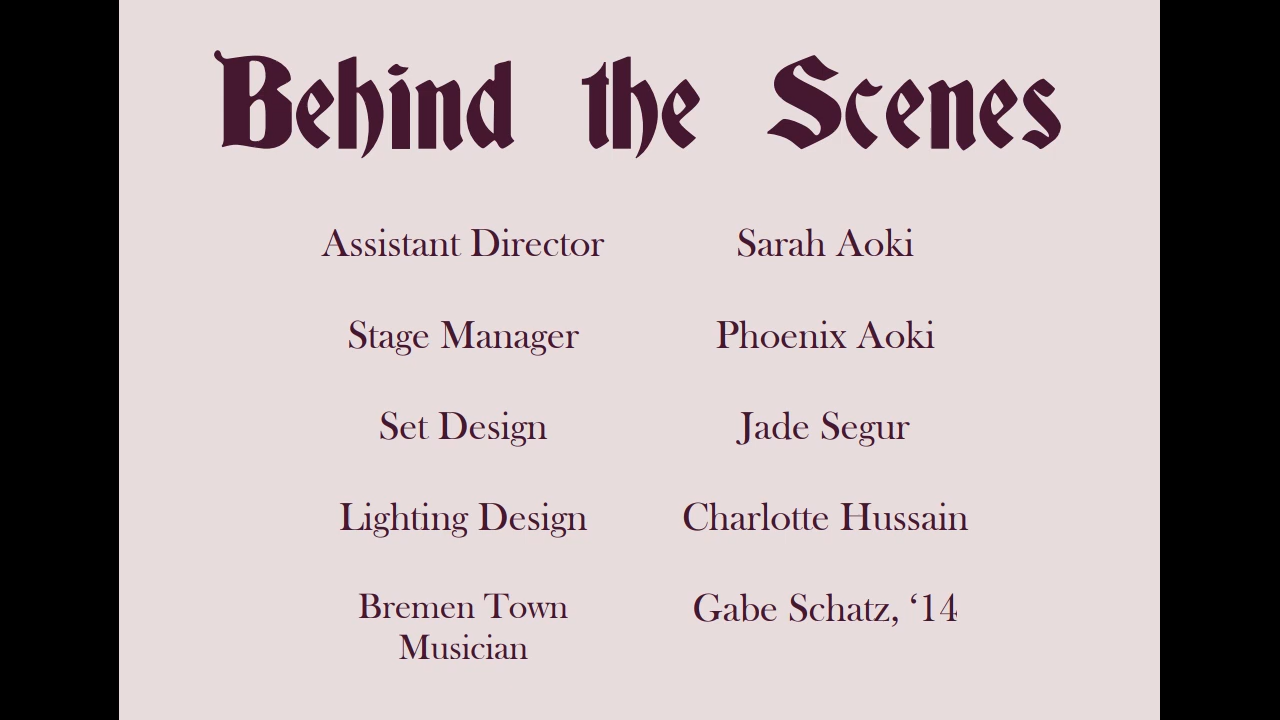 Behind the Scenes
Assistant Director Sarah Aoki
Stage Manager Phoenix Aoki
Set Design Jade Segur
Lighting Design Charlotte Hussain
Bremen Town Gabe Schatz, ‘14
Musician